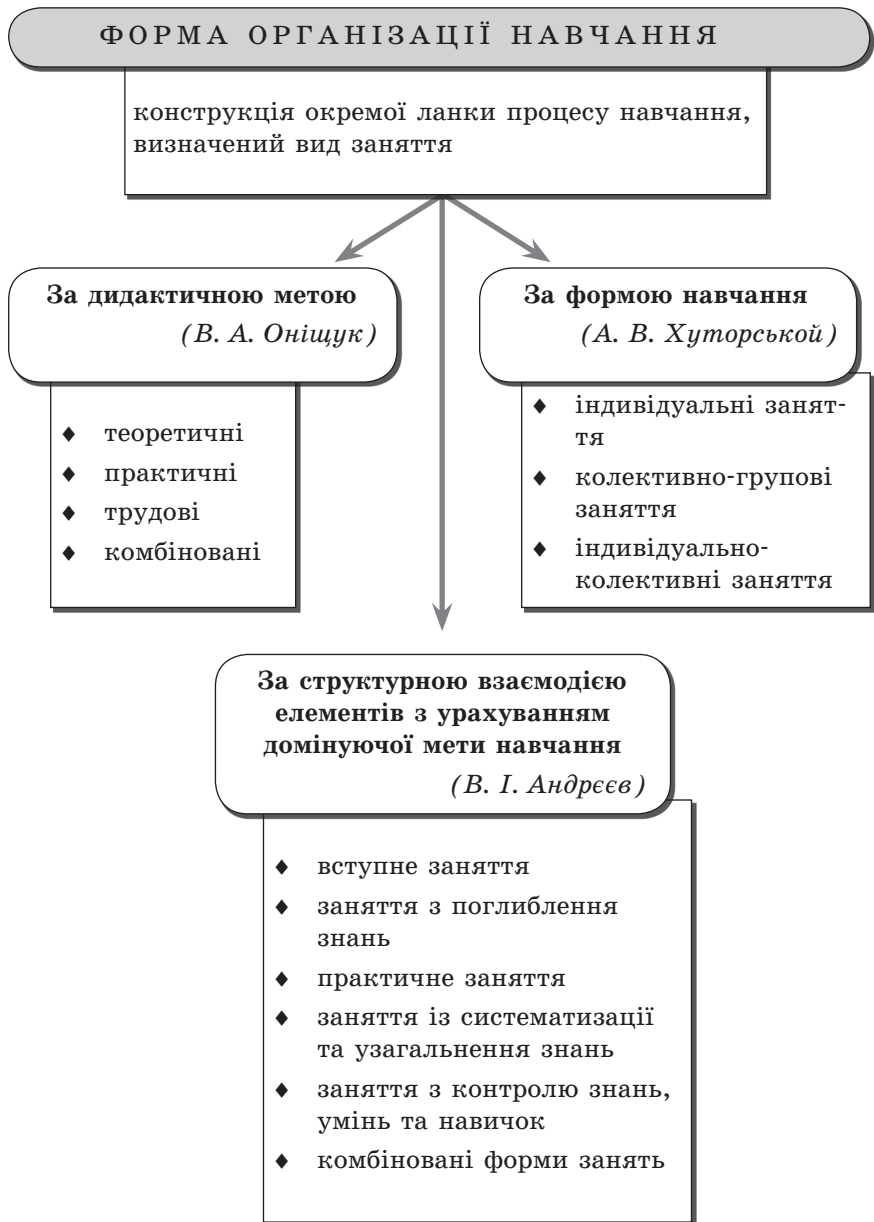 ФОРМА ОРГАНІЗАЦІЇ НАВЧАННЯ
конструкція окремої ланки процесу навчання,
визначений вид заняття
За дидактичною метою
(В. А. Оніщук)
♦ теоретичні
♦ практичні
♦ трудові
♦ комбіновані
За формою навчання
(А. В. Хуторськой)
♦ індивідуальні занят-
тя
♦ колективно-групові
заняття
♦ індивідуально-
колективні заняття
За структурною взаємодією
елементів з урахуванням
домінуючої мети навчання
(В. І. Андрєєв)
♦ вступне заняття
♦ заняття з поглиблення
знань
♦ практичне заняття
♦ заняття із систематизації
та узагальнення знань
♦ заняття з контролю знань,
умінь та навичок
♦ комбіновані форми занять